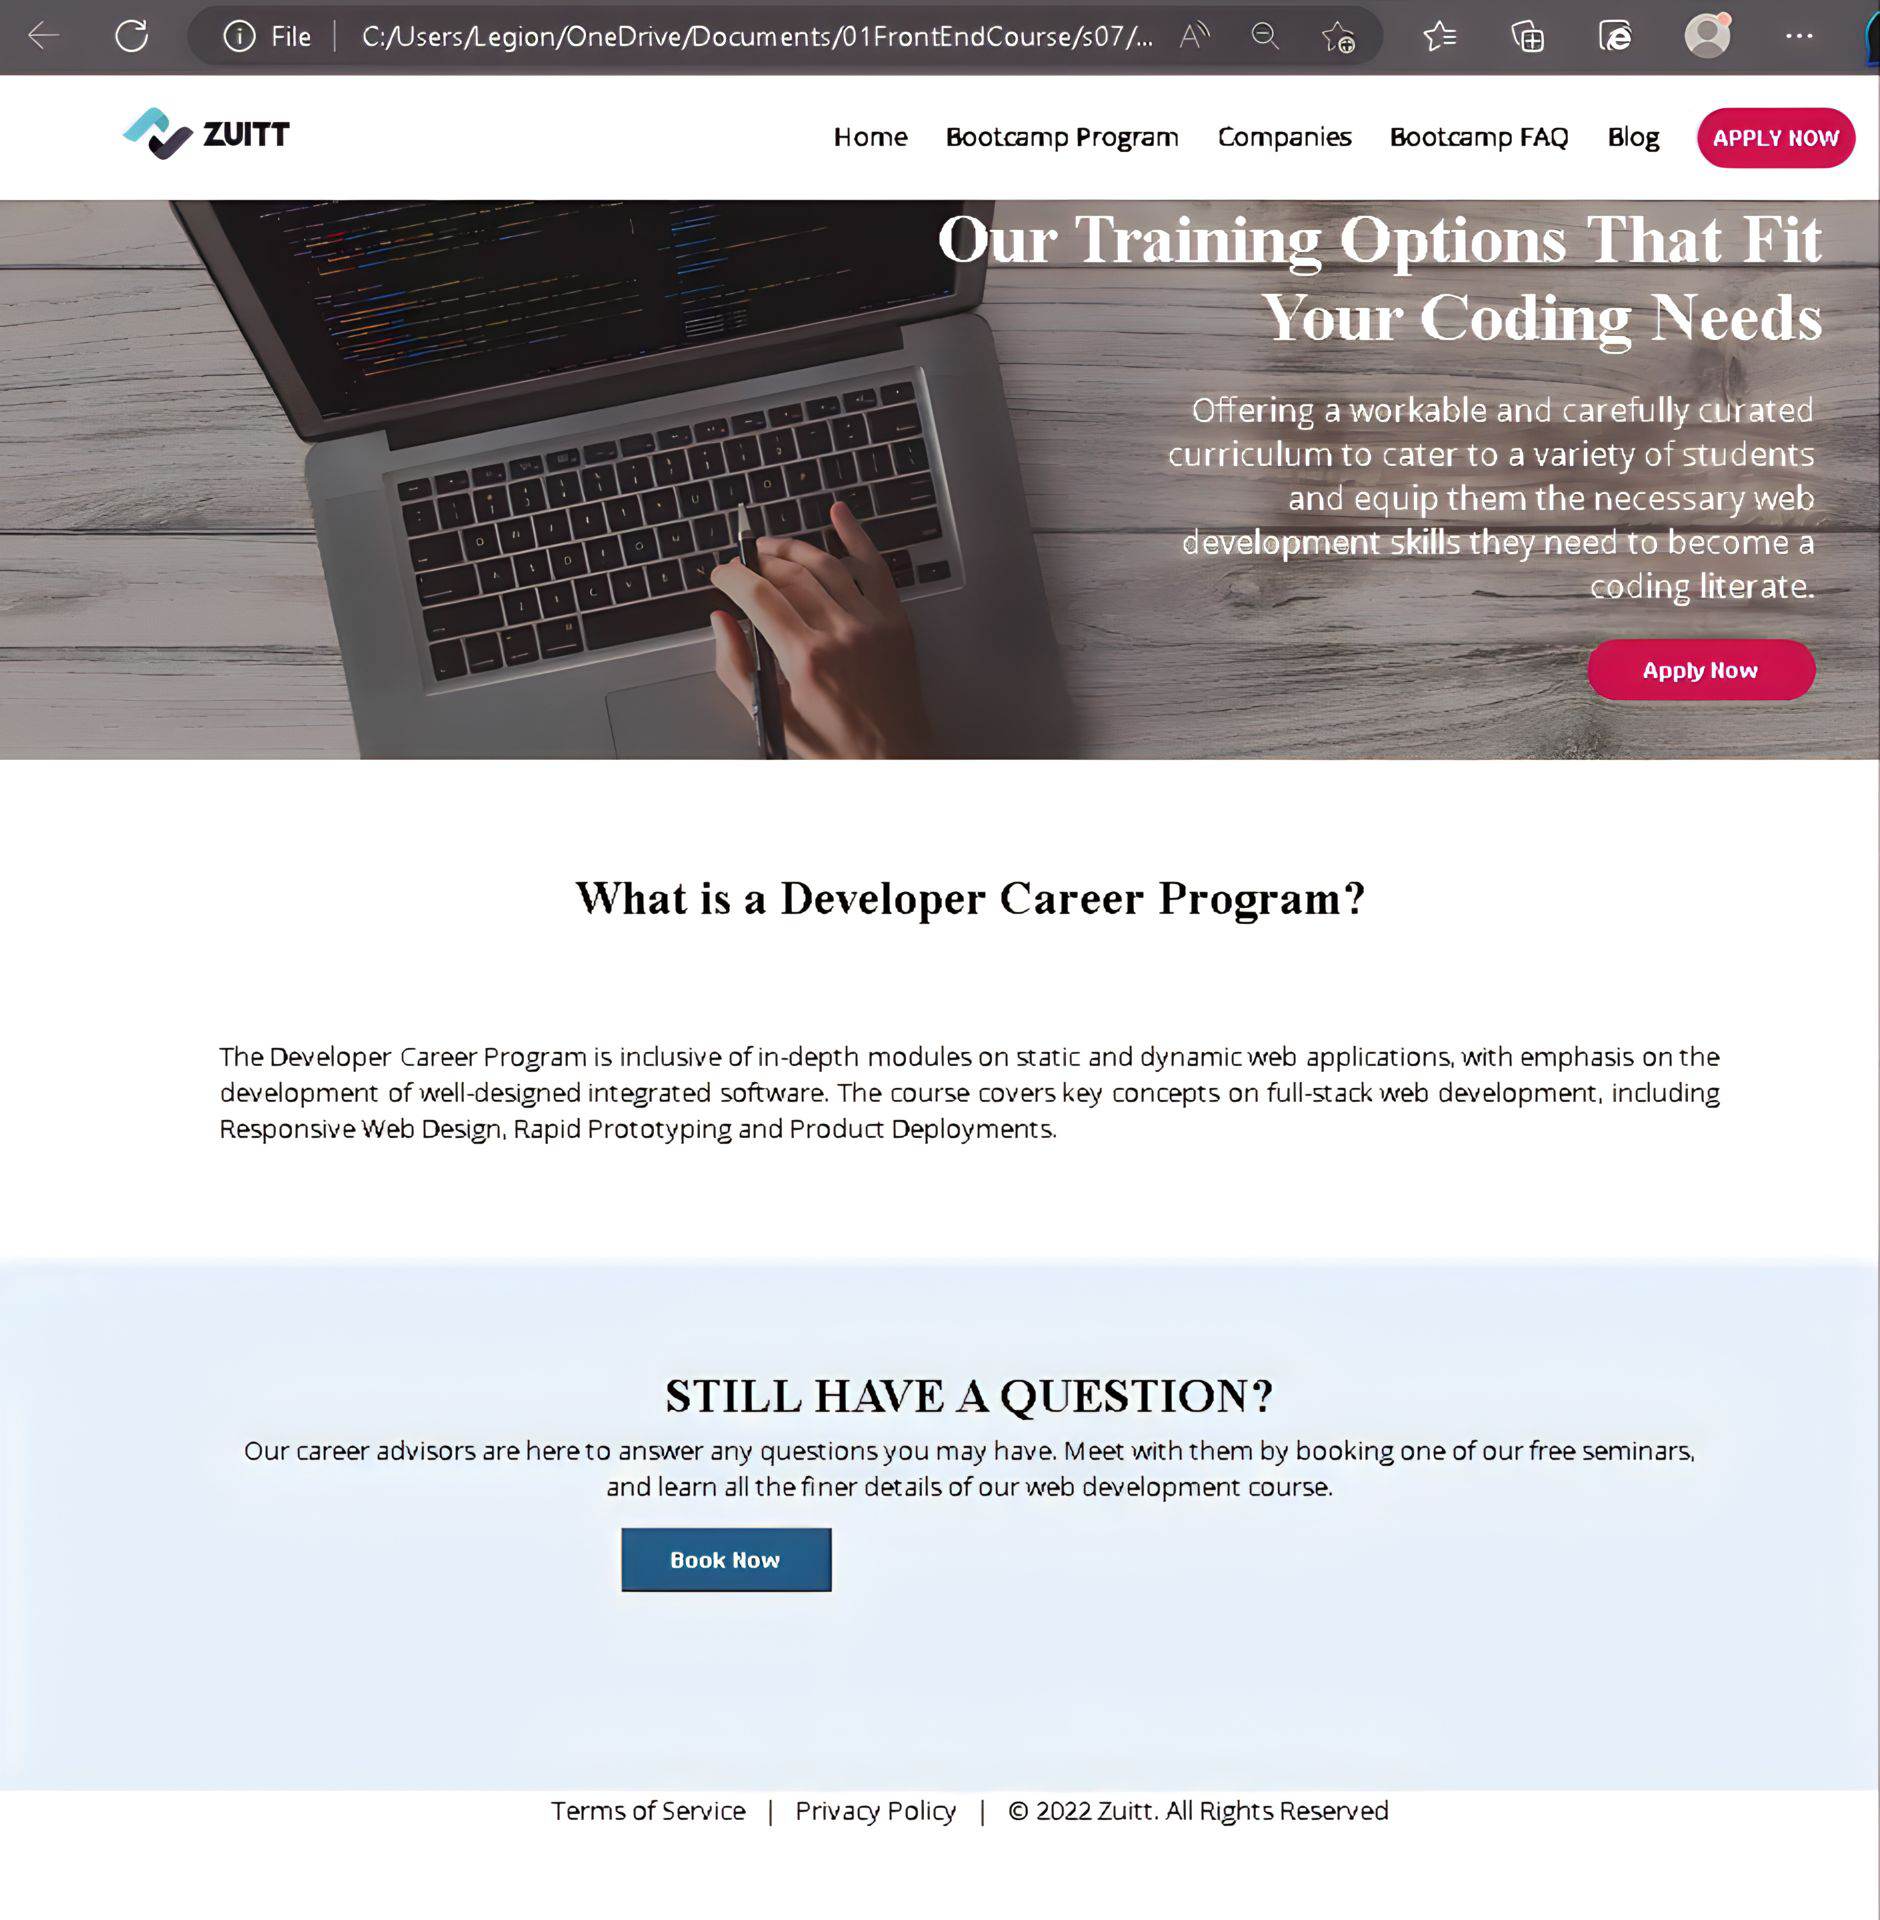 File | C:/Users/Legion/OneDrive/Documents/01FrontEndCourse/s07/...
ZUITT
Home Bootcamp Program Companies Bootcamp FAQ Blog APPLY NOW
Our Training Options That Fit
Your Coding Needs
Offering a workable and carefully curated
curriculum to cater to a variety of students
and equip them the necessary web
development skills they need to become a
coding literate.
Apply Now
What is a Developer Career Program?
The Developer Career Program is inclusive of in-depth modules on static and dynamic web applications, with emphasis on the
development of well-designed integrated software. The course covers key concepts on full-stack web development, including
Responsive Web Design, Rapid Prototyping and Product Deployments.
STILL HAVE A QUESTION?
Our career advisors are here to answer any questions you may have. Meet with them by booking one of our free seminars,
and learn all the finer details of our web development course.
Book Now
Terms of Service | Privacy Policy | © 2022 Zuitt. All Rights Reserved